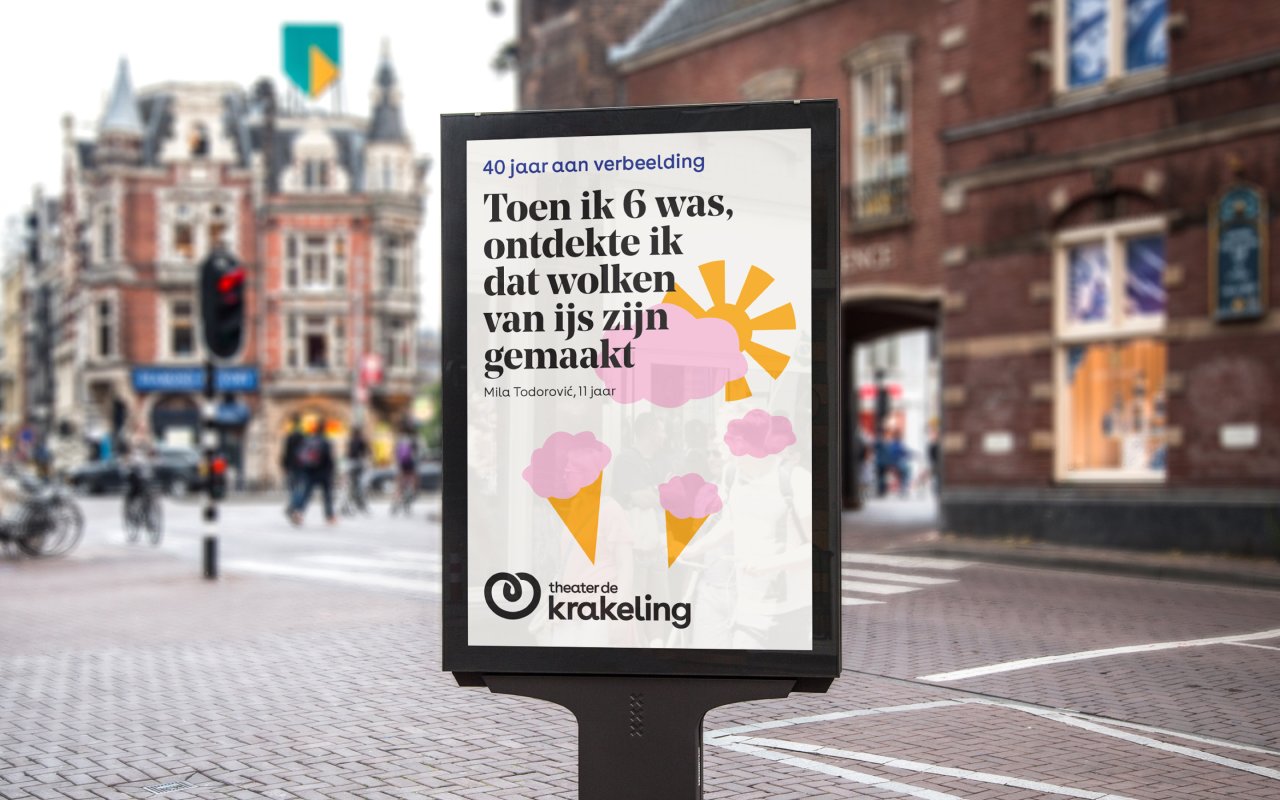 40 jaar aan verbeelding
Toen ik 6 was,
ontdekte ik
dat wolken
van ijs zijn
gemaakt
Mila Todorović, 11 jaar
theater de
krakeling